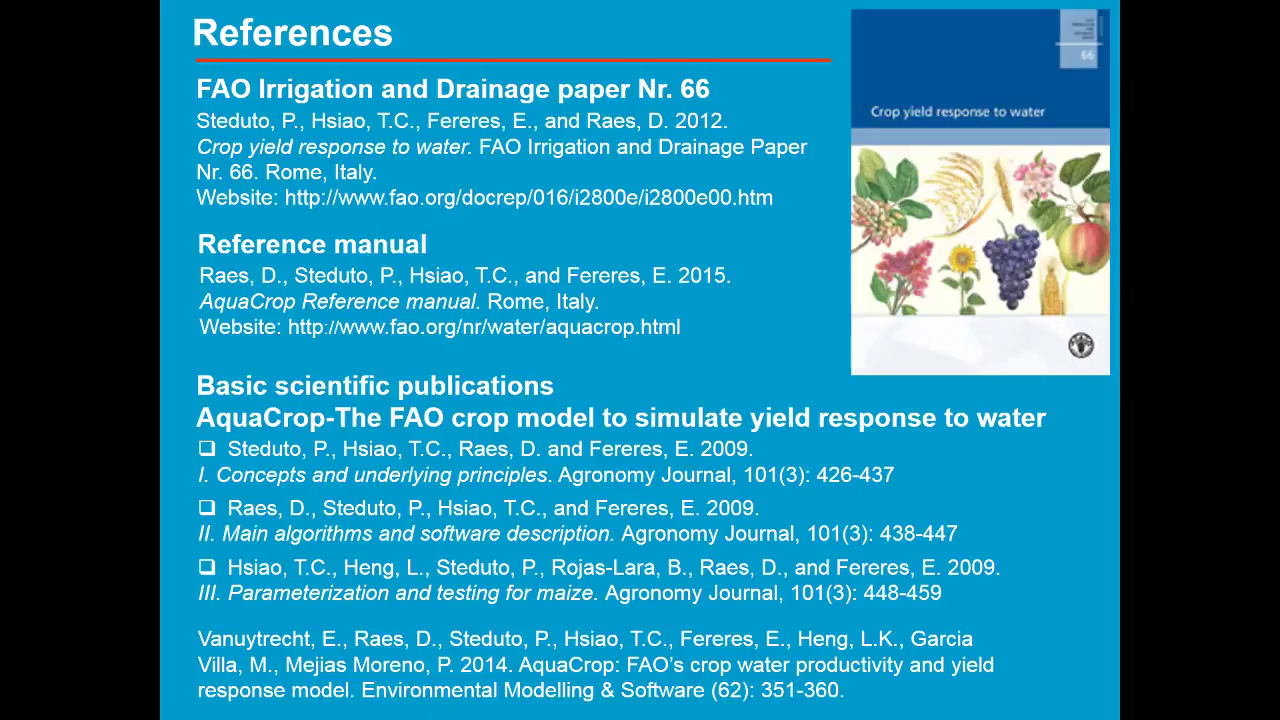 References
FAO Irrigation and Drainage paper Nr. 66
Steduto, P., Hsiao, T.C., Fereres, E., and Raes, D. 2012.
Crop yield response to water. FAO Irrigation and Drainage Paper
Nr. 66. Rome, Italy.
Website: http://www.fao.org/docrep/016/i2800e/i2800e00.htm
66
Crop yield response to water
Reference manual
Raes, D., Steduto, P., Hsiao, T.C., and Fereres, E. 2015.
AquaCrop Reference manual. Rome, Italy.
Website: http://www.fao.org/nr/water/aquacrop.html
Basic scientific publications
AquaCrop-The FAO crop model to simulate yield response to water
❑ Steduto, P., Hsiao, T.C., Raes, D. and Fereres, E. 2009.
I. Concepts and underlying principles. Agronomy Journal, 101(3): 426-437
❑ Raes, D., Steduto, P., Hsiao, T.C., and Fereres, E. 2009.
II. Main algorithms and software description. Agronomy Journal, 101(3): 438-447
❑ Hsiao, T.C., Heng, L., Steduto, P., Rojas-Lara, B., Raes, D., and Fereres, E. 2009.
III. Parameterization and testing for maize. Agronomy Journal, 101(3): 448-459
Vanuytrecht, E., Raes, D., Steduto, P., Hsiao, T.C., Fereres, E., Heng, L.K., Garcia
Villa, M., Mejias Moreno, P. 2014. AquaCrop: FAO's crop water productivity and yield
response model. Environmental Modelling & Software (62): 351-360.